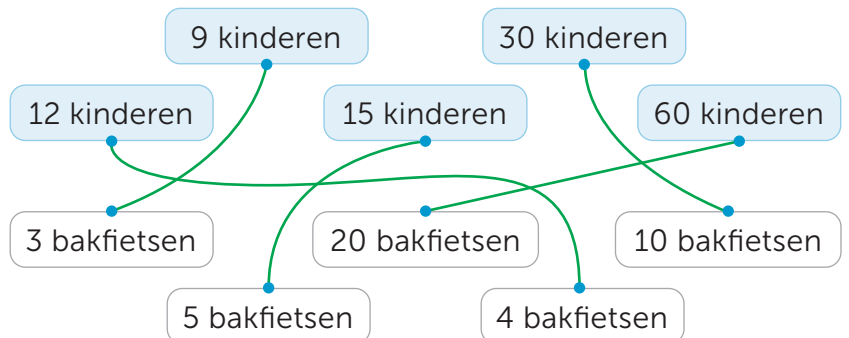 9 kinderen
30 kinderen
12 kinderen
15 kinderen
60 kinderen
3 bakfietsen
20 bakfietsen
10 bakfietsen
5 bakfietsen
4 bakfietsen